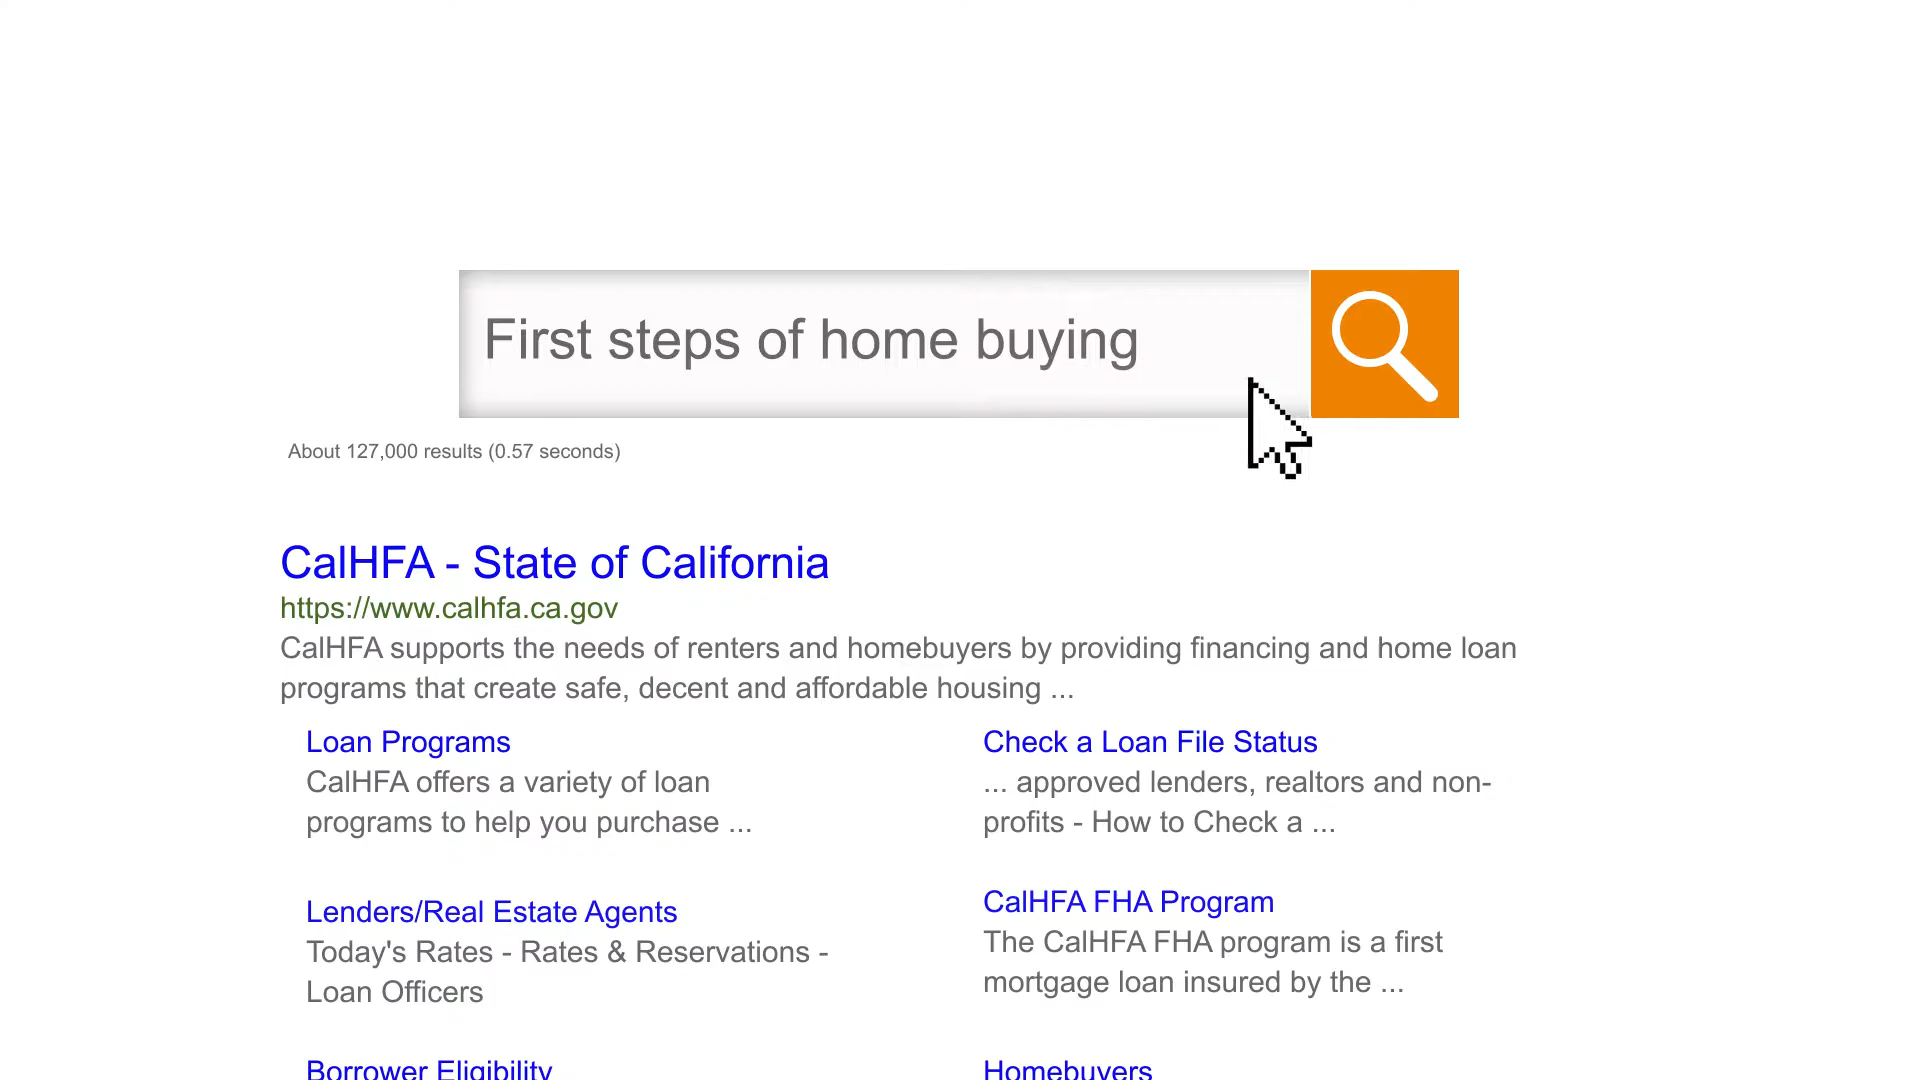 First steps of home buying
About 127,000 results (0.57 seconds)
CalHFA - State of California
https://www.calhfa.ca.gov
CalHFA supports the needs of renters and homebuyers by providing financing and home loan
programs that create safe, decent and affordable housing ...
Loan Programs
CalHFA offers a variety of loan
programs to help you purchase ...
Check a Loan File Status
... approved lenders, realtors and non-
profits - How to Check a ...
Lenders/Real Estate Agents
Today's Rates - Rates & Reservations -
Loan Officers
CalHFA FHA Program
The CalHFA FHA program is a first
mortgage loan insured by the ...
Borrower Eligibility
Homebuyers